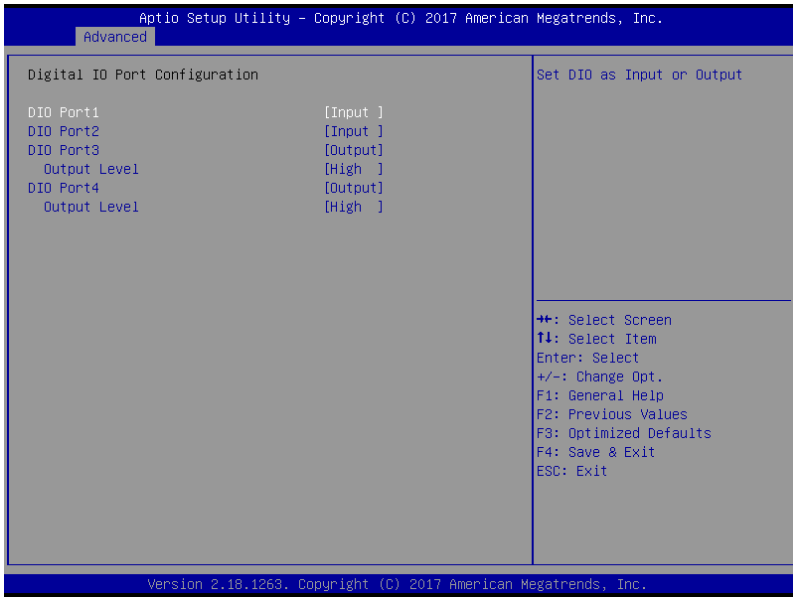 Aptio Setup Utility – Copyright (C) 2017 American Megatrends, Inc.
Advanced
Digital IO Port Configuration
DIO Port1 [Input ]
DIO Port2 [Input ]
DIO Port3 [Output]
Output Level [High ]
DIO Port4 [Output]
Output Level [High ]
Set DIO as Input or Output
→←: Select Screen
↑↓: Select Item
Enter: Select
+/-: Change Opt.
F1: General Help
F2: Previous Values
F3: Optimized Defaults
F4: Save & Exit
ESC: Exit
Version 2.18.1263. Copyright (C) 2017 American Megatrends, Inc.